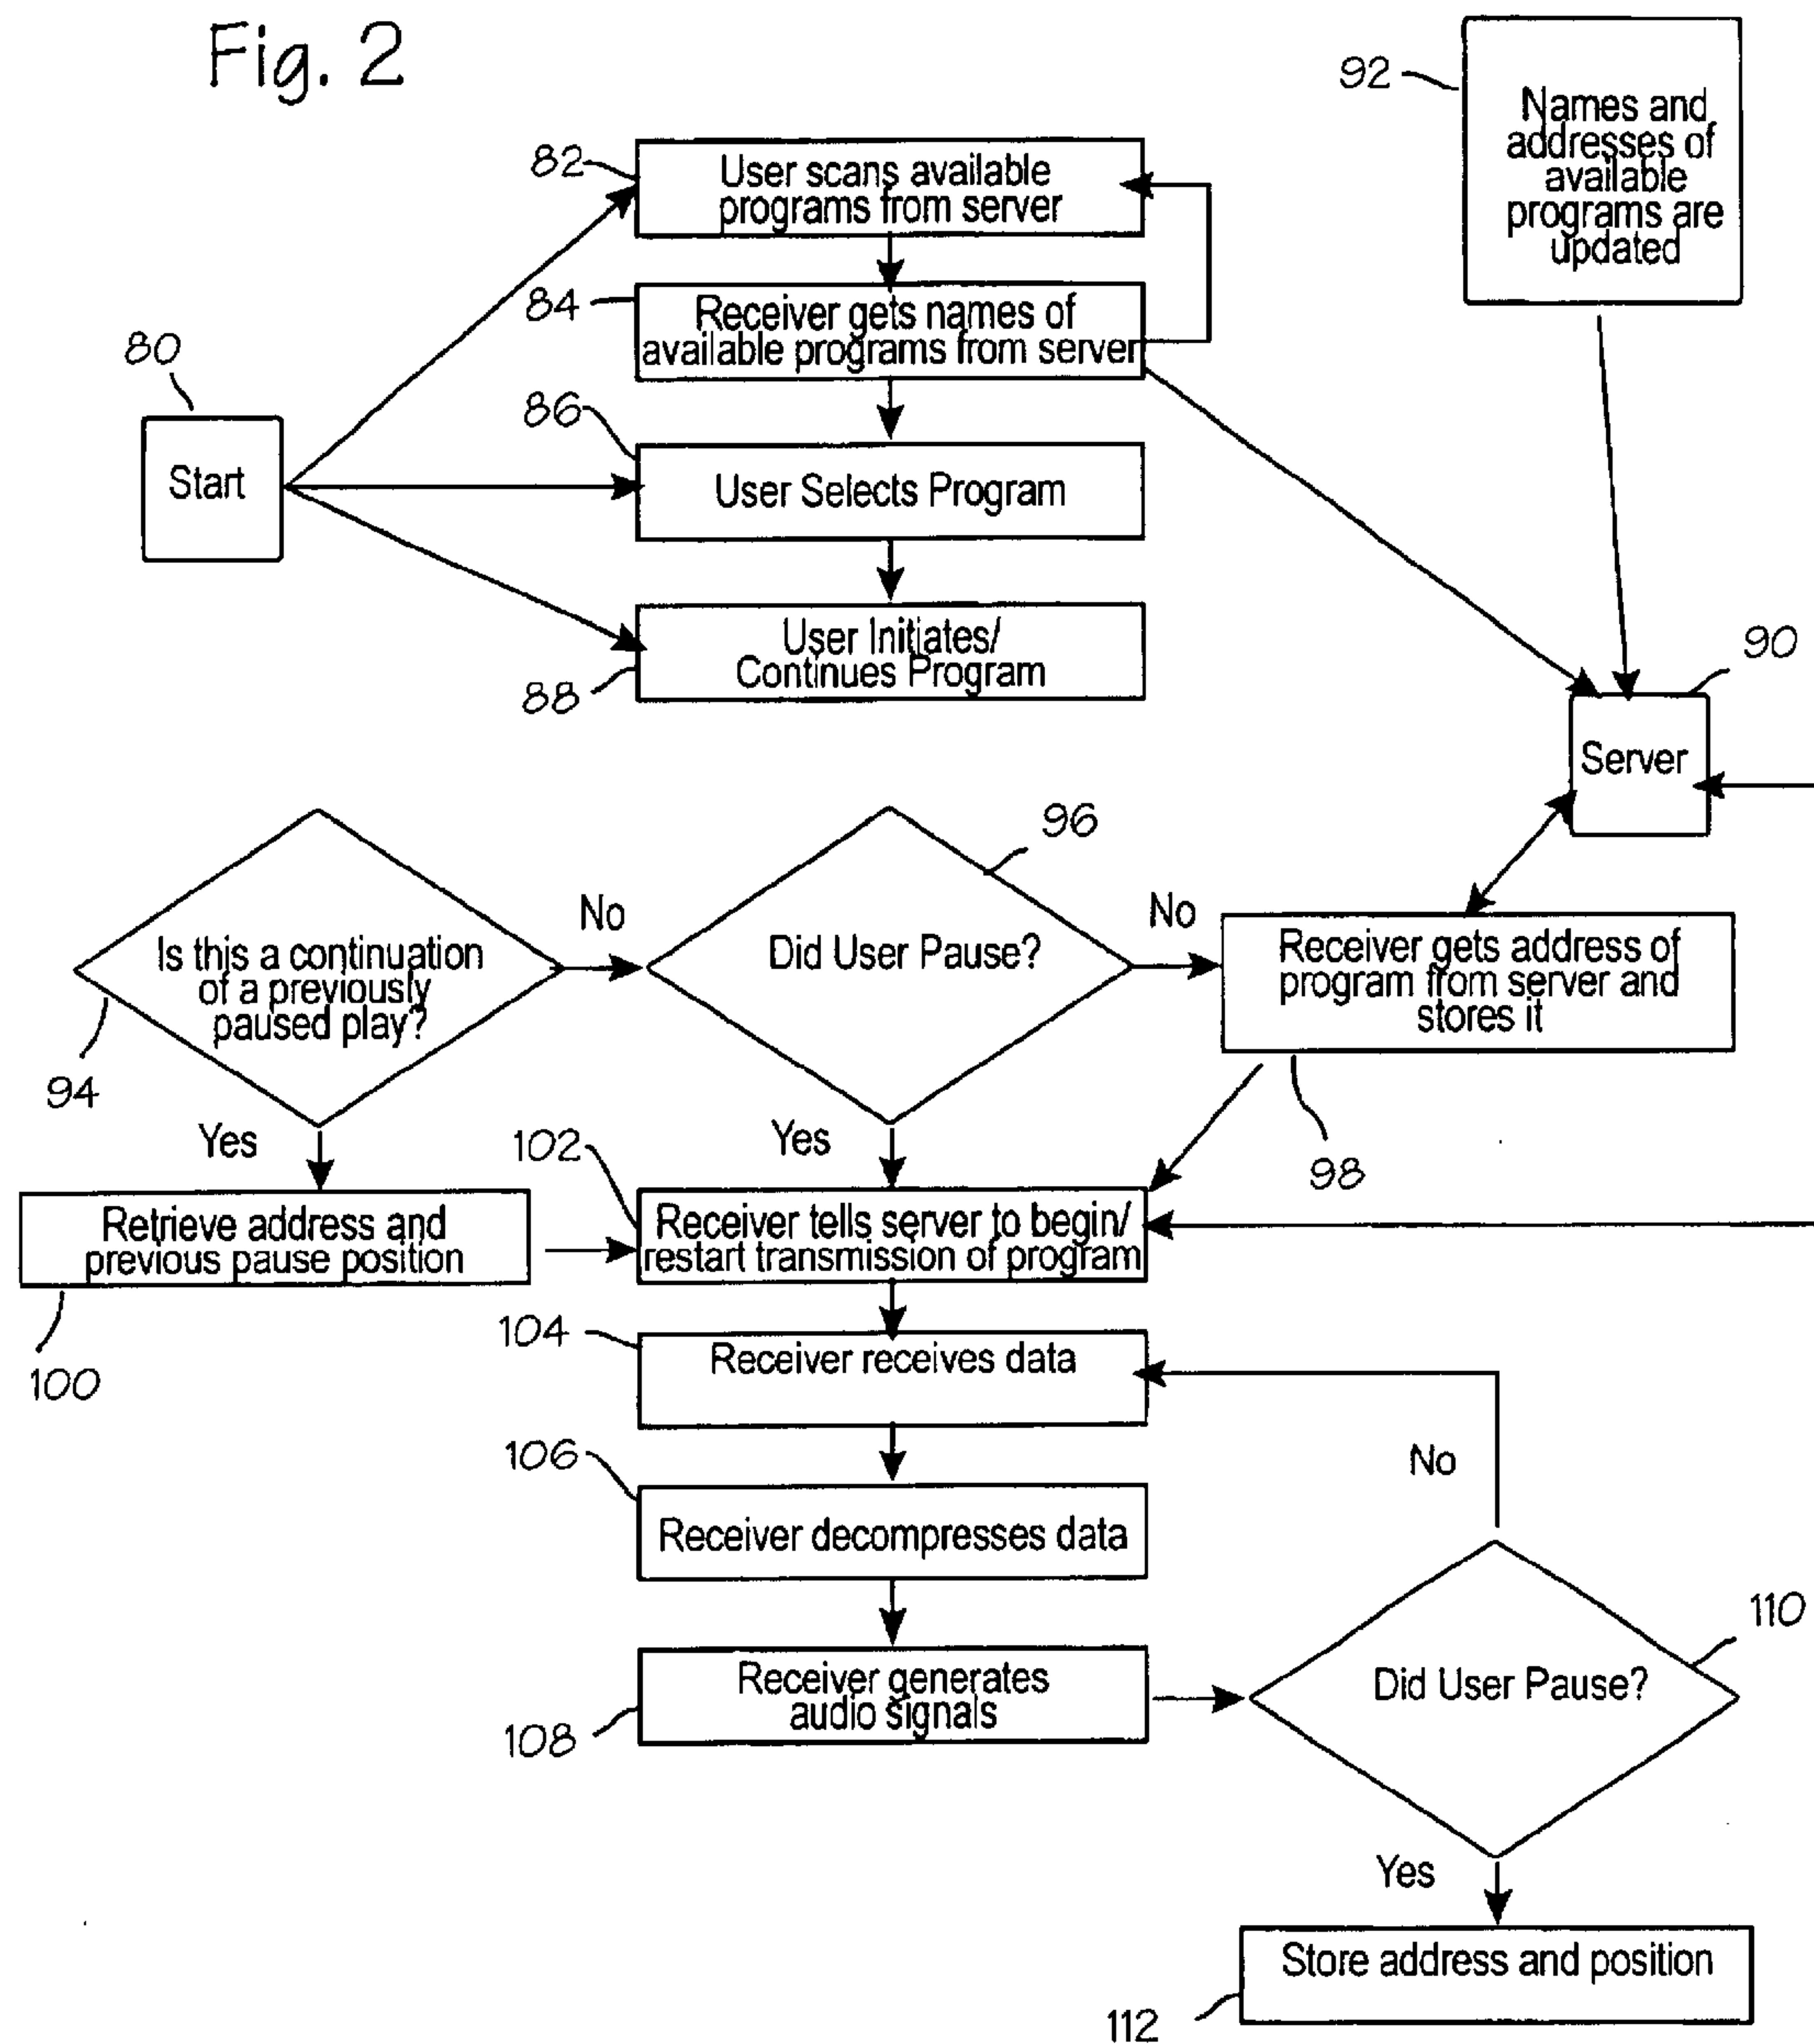 Fig. 2
92
Names and
addresses of
available
programs are
updated
82
User scans available
programs from server
84
Receiver gets names of
available programs from server
80
Start
86
User Selects Program
User Initiates/
Continues Program
88
90
Server
96
Is this a continuation
of a previously
paused play?
94
No
Did User Pause?
No
Receiver gets address of
program from server and
stores it
98
Yes
Yes
102
Retrieve address and
previous pause position
100
Receiver tells server to begin/
restart transmission of program
104
Receiver receives data
106
Receiver decompresses data
No
Receiver generates
audio signals
108
110
Did User Pause?
Yes
Store address and position
112